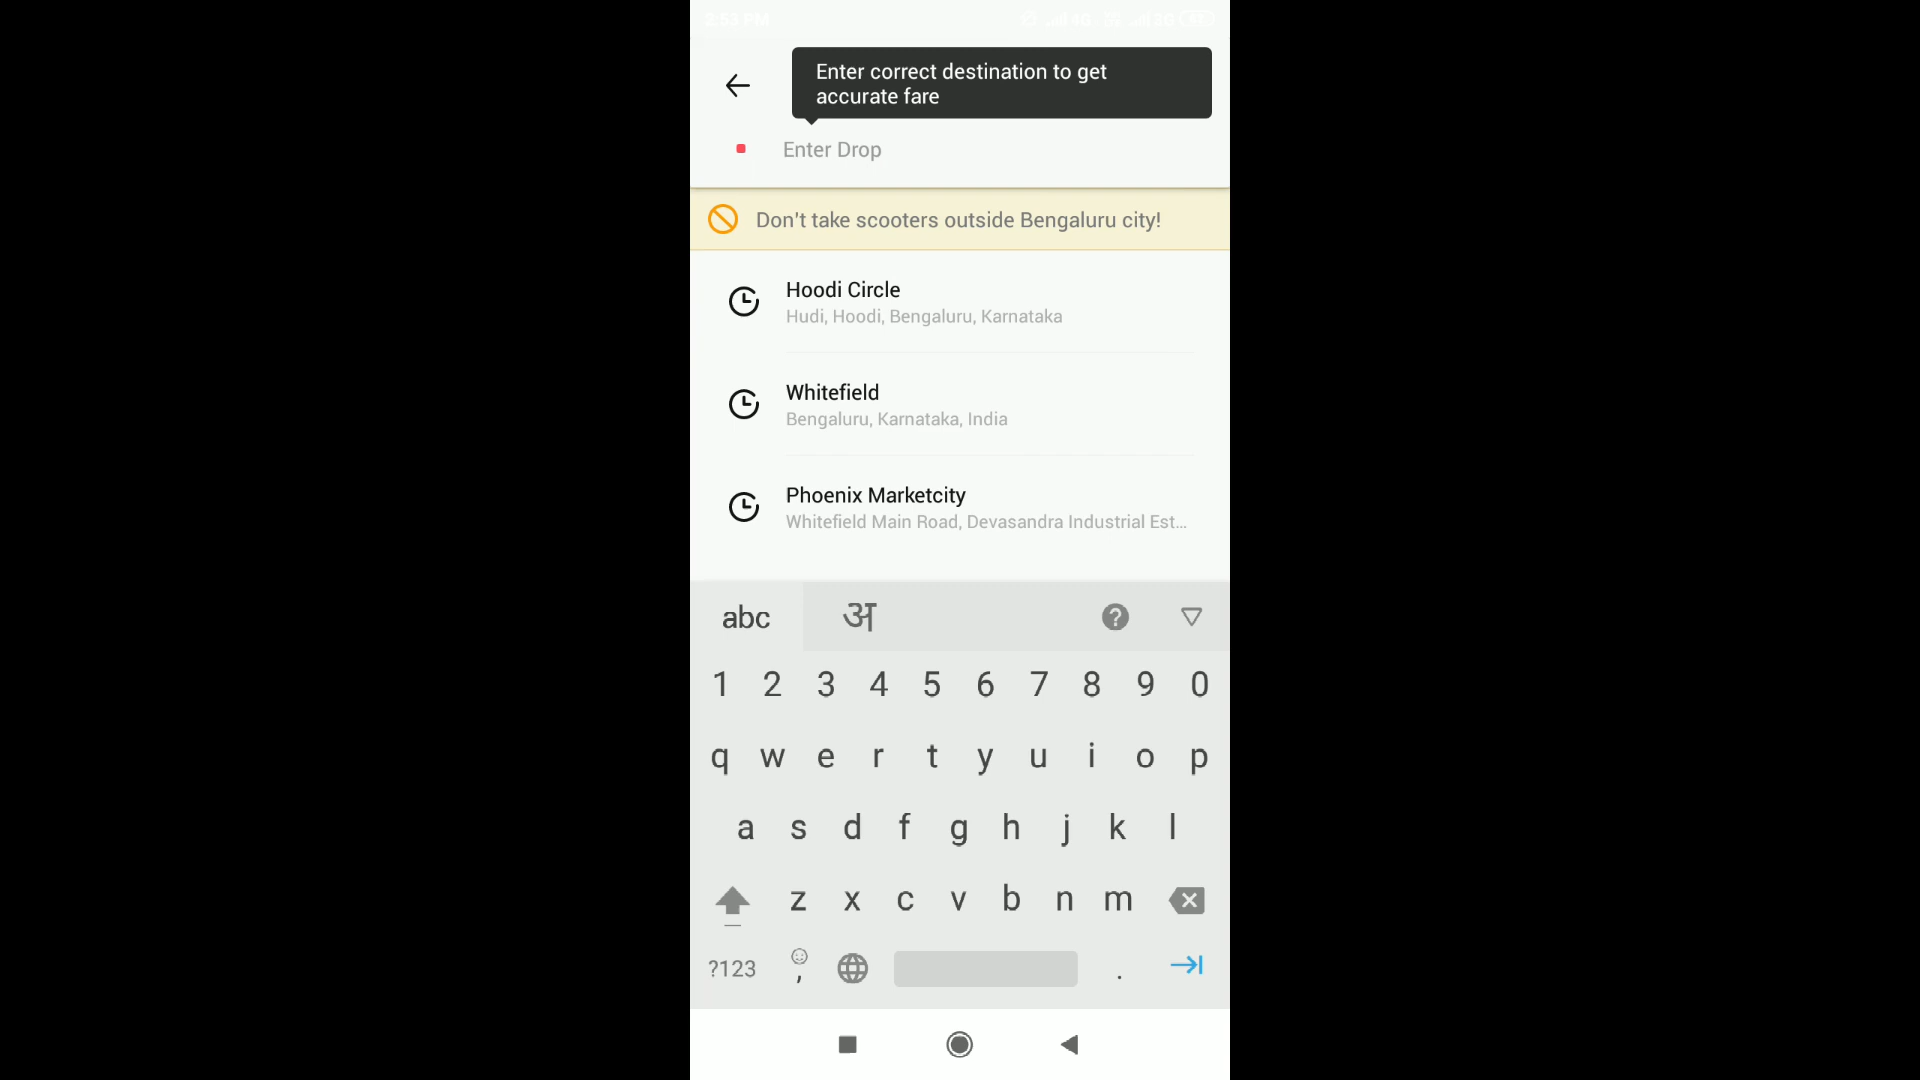 2:53 PM
Enter correct destination to get
accurate fare
Enter Drop
Don't take scooters outside Bengaluru city!
Hoodi Circle
Hudi, Hoodi, Bengaluru, Karnataka
Whitefield
Bengaluru, Karnataka, India
Phoenix Marketcity
Whitefield Main Road, Devasandra Industrial Est...
abc अ ?
1 2 3 4 5 6 7 8 9 0
q w e r t y u i o p
a s d f g h j k l
z x c v b n m
?123 , .